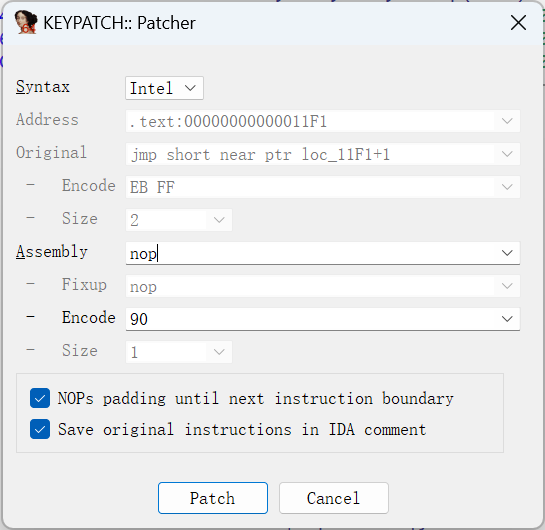 KEYPATCH:: Patcher
Syntax Intel
Address .text:00000000000011F1
Original jmp short near ptr loc_11F1+1
- Encode EB FF
- Size 2
Assembly nop
- Fixup nop
- Encode 90
- Size 1
NOPs padding until next instruction boundary
Save original instructions in IDA comment
Patch Cancel